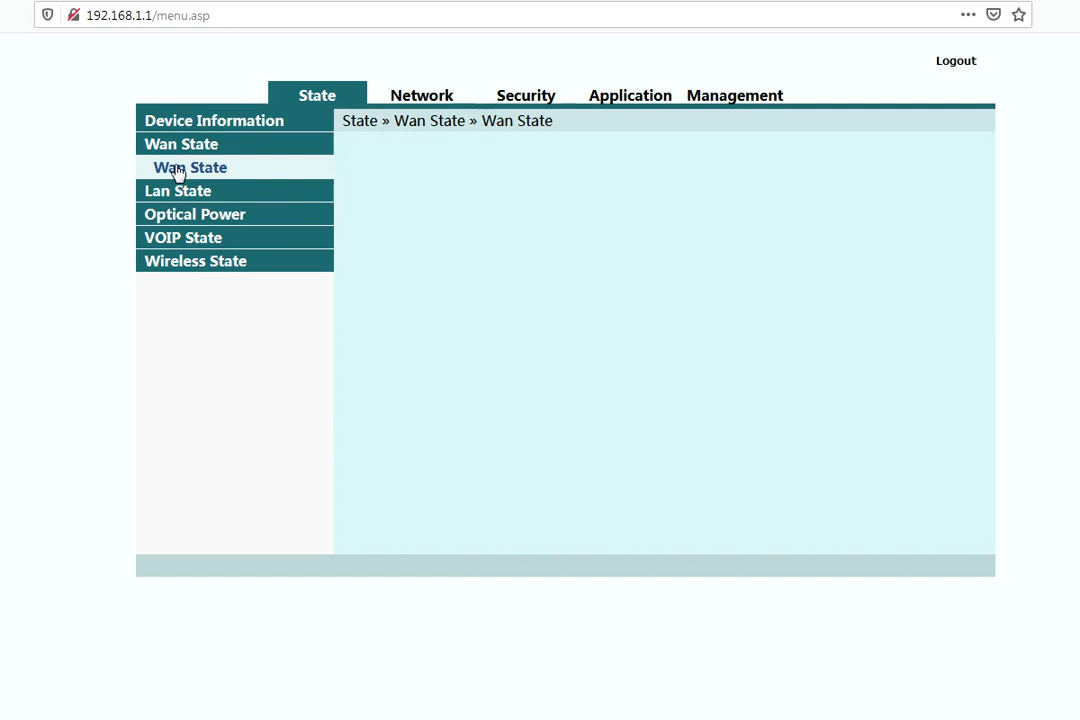 192.168.1.1/menu.asp
Logout
State Network Security Application Management
Device Information
State » Wan State » Wan State
Wan State
Wan State
Lan State
Optical Power
VOIP State
Wireless State